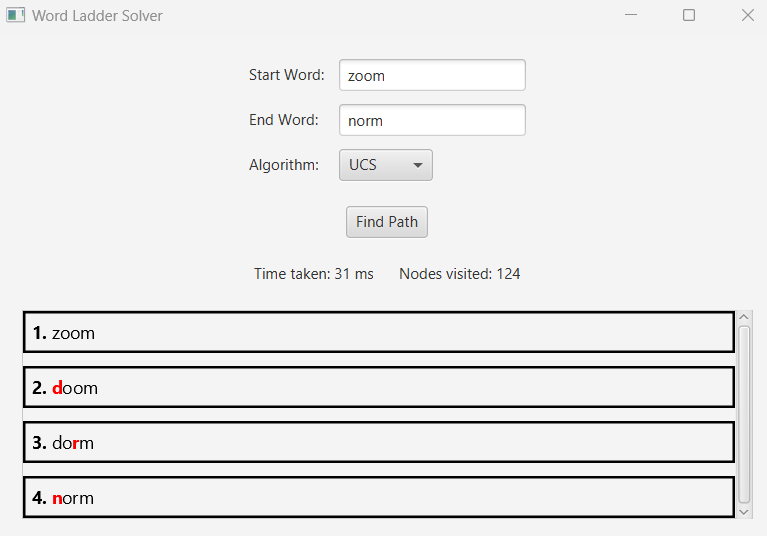 Word Ladder Solver
Start Word: zoom
End Word: norm
Algorithm: UCS
Find Path
Time taken: 31 ms Nodes visited: 124
1. zoom
2. doom
3. dorm
4. norm